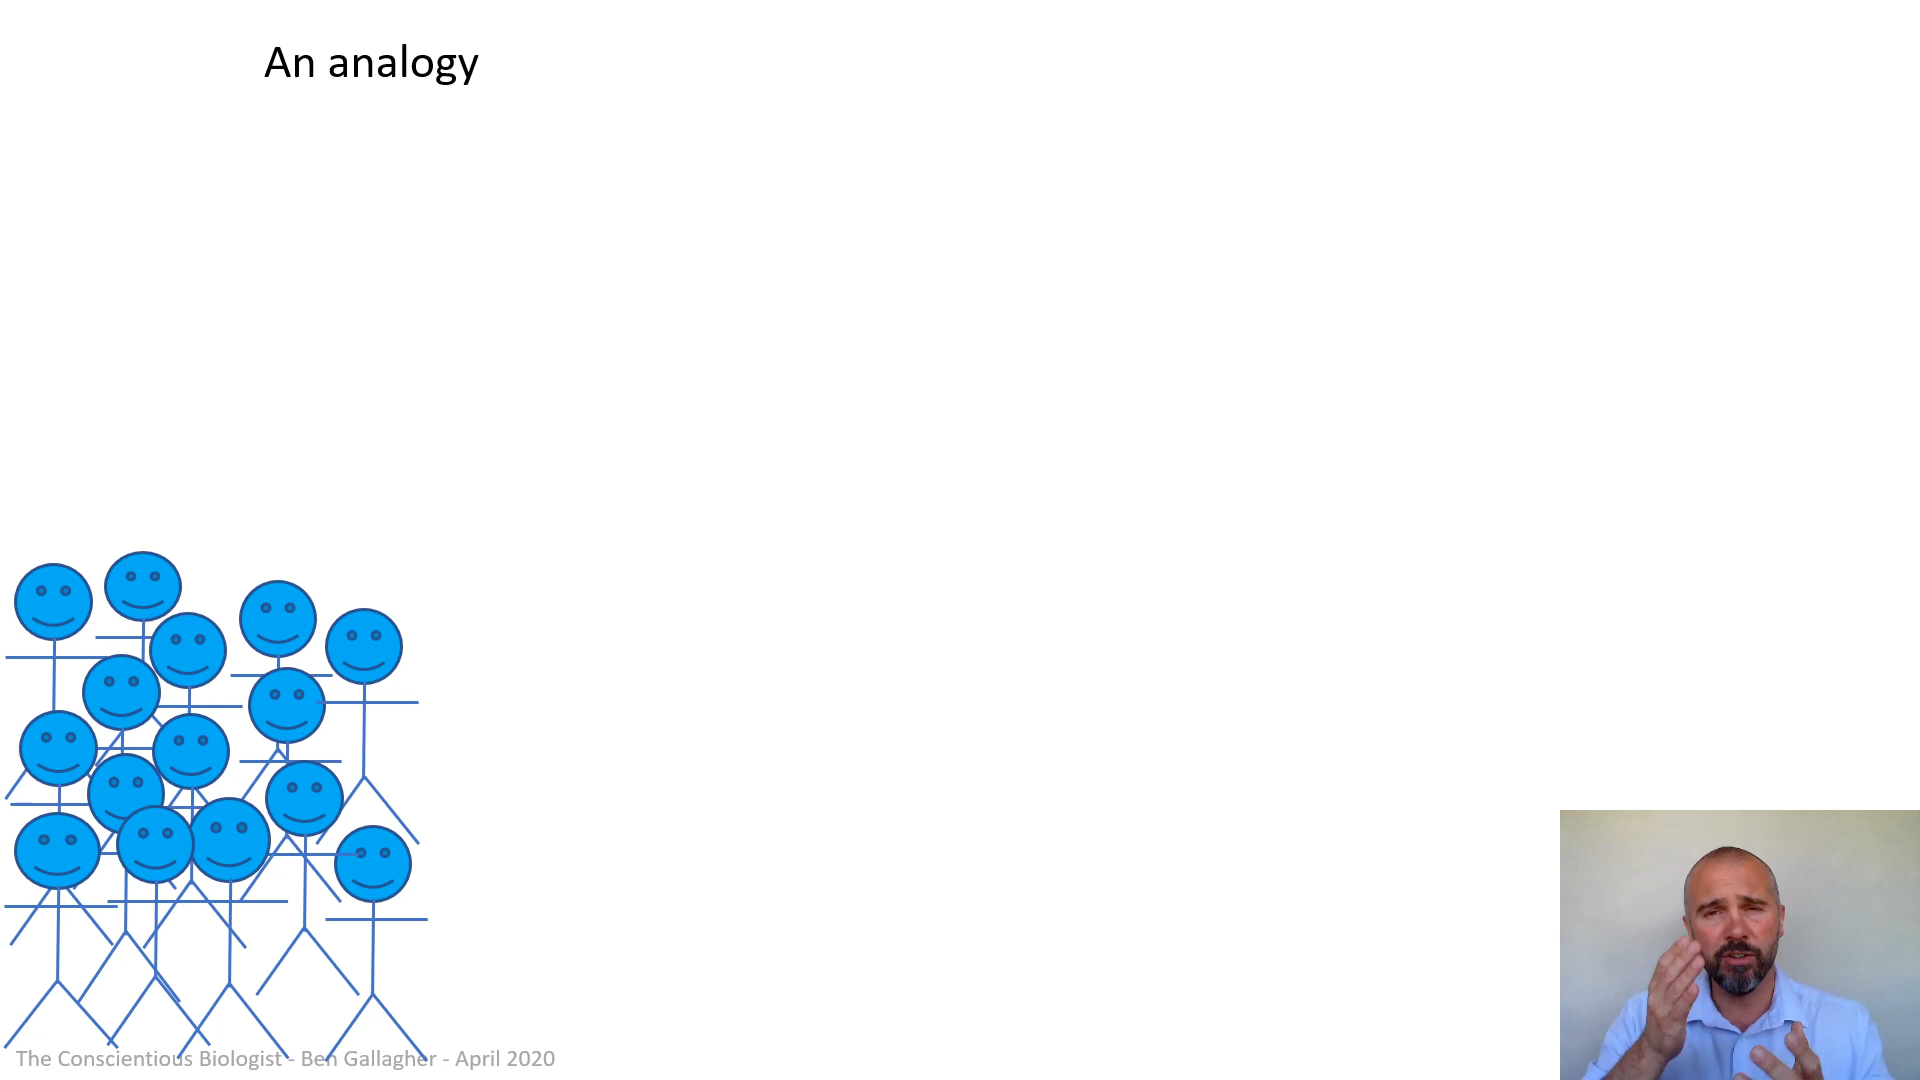 An analogy
The Conscientious Biologist - Ben Gallagher - April 2020